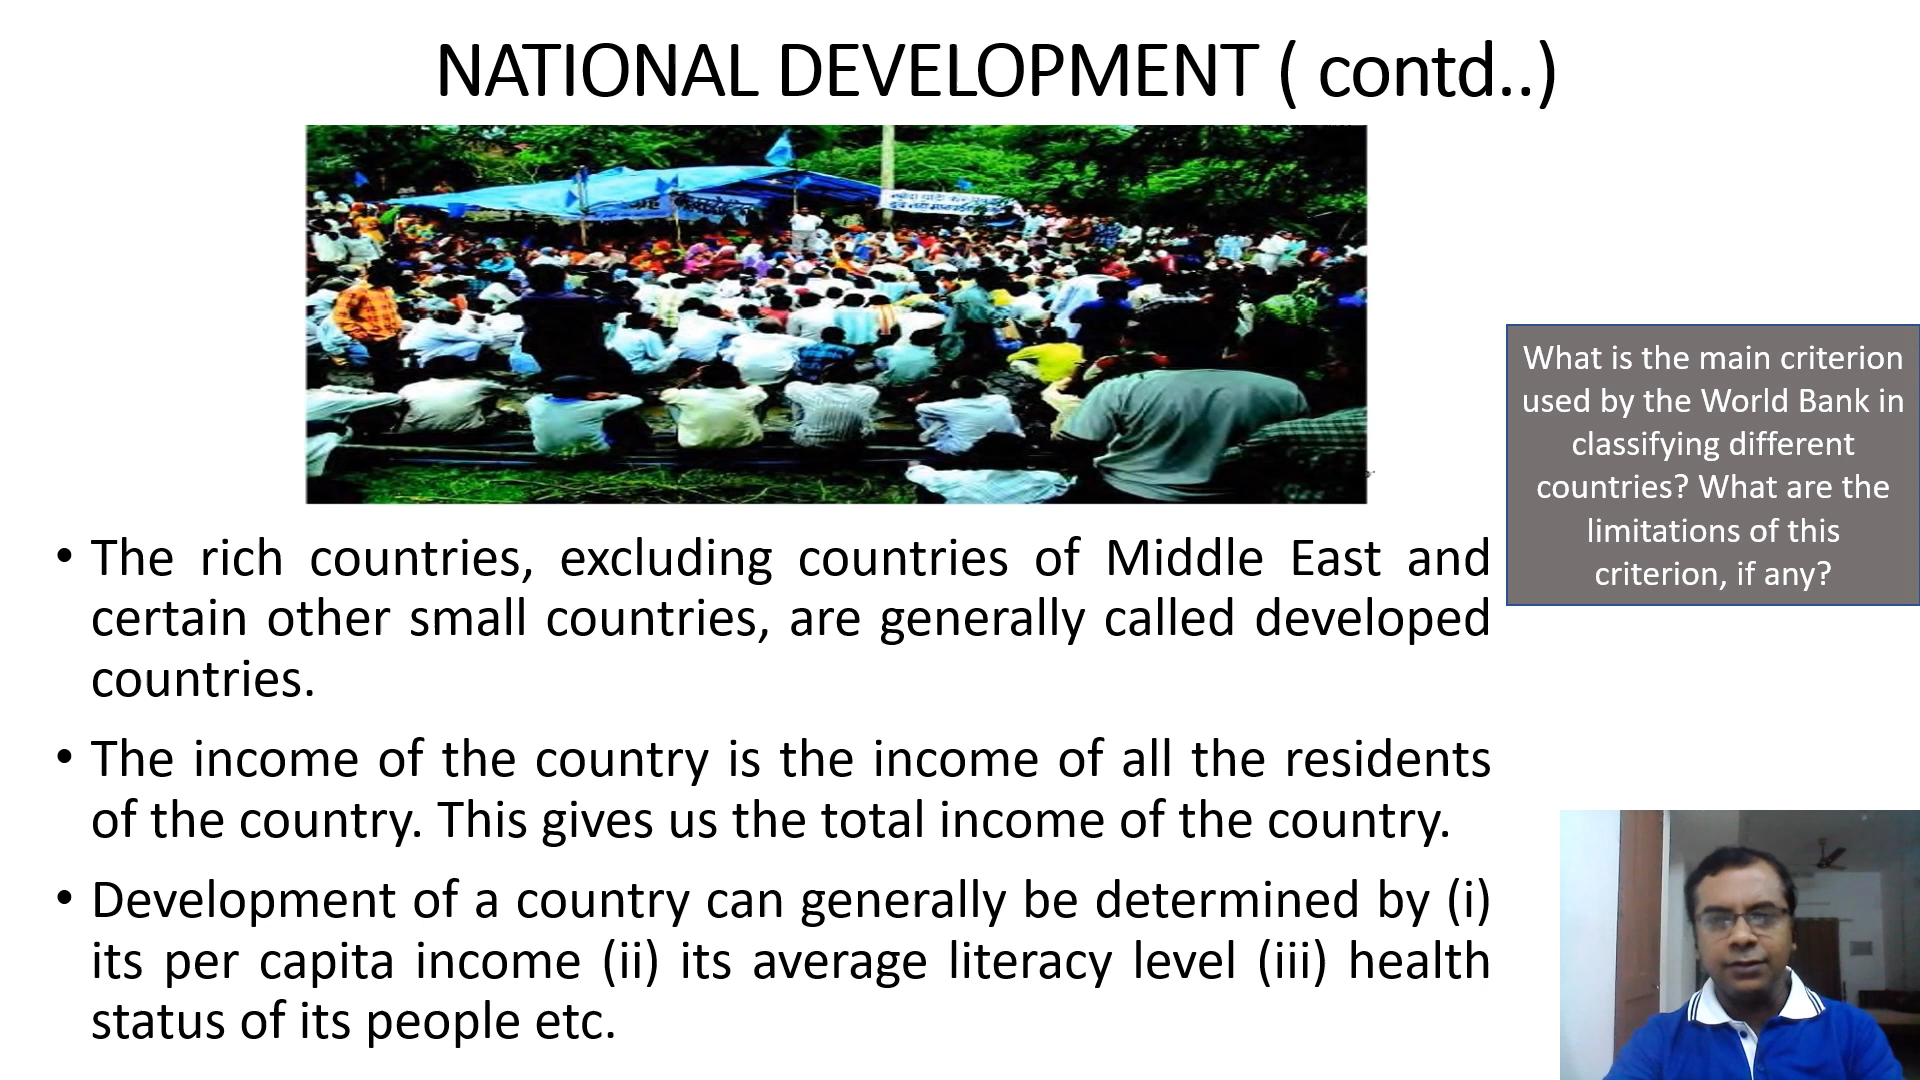 NATIONAL DEVELOPMENT ( contd..)
• The rich countries, excluding countries of Middle East and
certain other small countries, are generally called developed
countries.
• The income of the country is the income of all the residents
of the country. This gives us the total income of the country.
• Development of a country can generally be determined by (i)
its per capita income (ii) its average literacy level (iii) health
status of its people etc.
What is the main criterion
used by the World Bank in
classifying different
countries? What are the
limitations of this
criterion, if any?